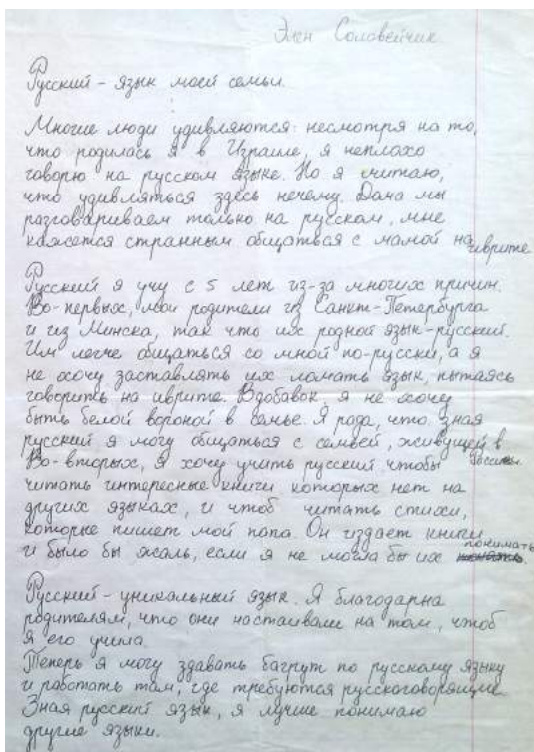 Элен Соловейчик
Русский - язык моей семьи.
Многие люди удивляются: несмотря на то,
что родилась я в Израиле, я неплохо
говорю на русском языке. Но я считаю,
что удивляться здесь нечему. Дома мы
разговариваем только на русском, мне
кажется странным общаться с мамой на иврите
Русский я учу с 5 лет из-за многих причин.
Во-первых, мои родители из Санкт-Петербурга
и из Минска, так что их родной язык - русский.
Им легче общаться со мной по-русски, а я
не хочу заставлять их ломать язык, пытаясь
говорить на иврите. Вдобавок, я не хочу
быть белой вороной в семье. Я рада, что зная
русский я могу общаться с семьей, живущей в России.
Во-вторых, я хочу учить русский чтобы
читать интересные книги которых нет на
других языках, и чтоб читать стихи,
которые пишет мой папа. Он издает книги
и было бы жаль, если я не могла бы их понимать
Русский - уникальный язык. Я благодарна
родителям, что они настаивали на том, чтоб
я его учила.
Теперь я могу здавать багрут по русскому языку
и работать там, где требуются русскоговорящие.
Зная русский язык, я лучше понимаю
другие языки.